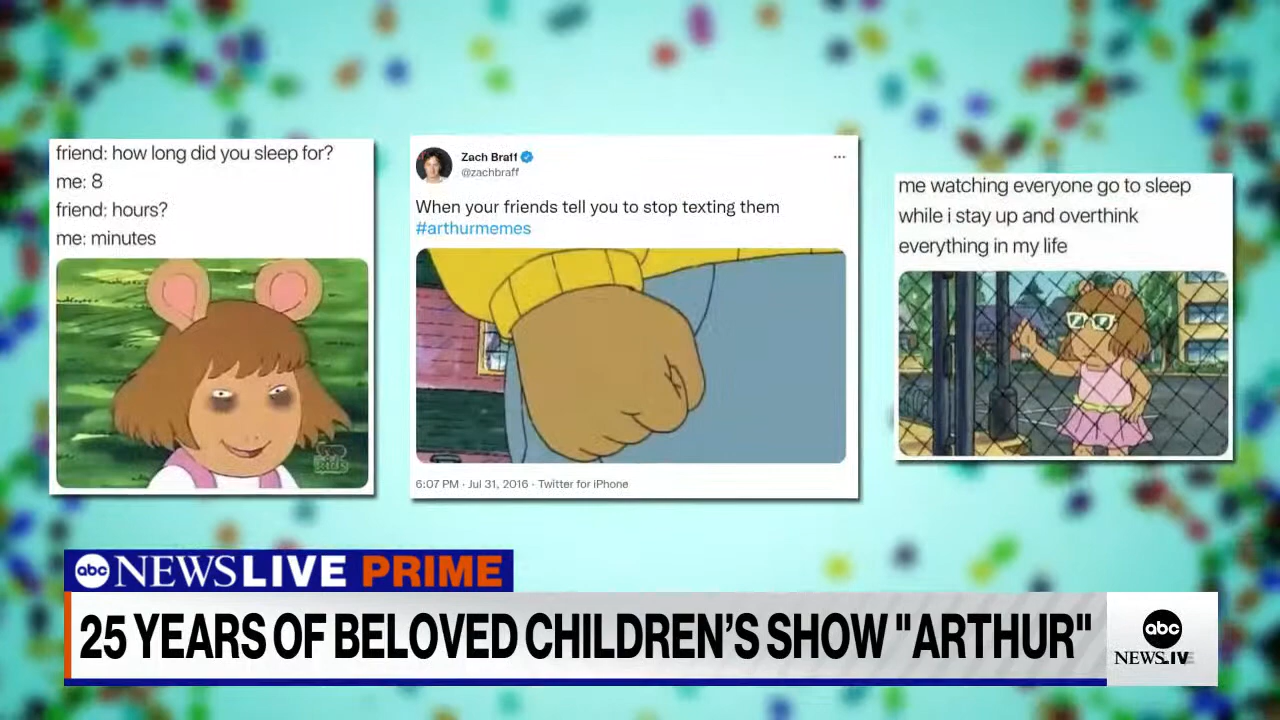 friend: how long did you sleep for?
me: 8
friend: hours?
me: minutes
Zach Braff
@zachbraff
When your friends tell you to stop texting them
#arthurmemes
6:07 PM · Jul 31, 2016 · Twitter for iPhone
me watching everyone go to sleep
while i stay up and overthink
everything in my life
abc NEWS LIVE PRIME
25 YEARS OF BELOVED CHILDREN'S SHOW "ARTHUR"
abc
NEWS